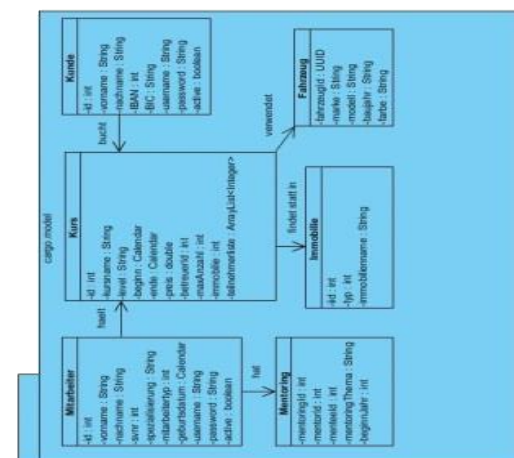 cargo model
Mitarbeiter
-id : int
-vorname : String
-nachname : String
-svnr : int
-spezialisierung : String
-mitarbeitertyp : int
-geburtsdatum : Calendar
-username : String
-password : String
-active : boolean
haelt
Kurs
-id : int
-kursname : String
-level : String
-beginn : Calendar
-ende : Calendar
-preis : double
-betreuerId : int
-maxAnzahl : int
-immobilie : int
-teilnehmerliste : ArrayList<Integer>
bucht
Kunde
-id : int
-vorname : String
-nachname : String
-IBAN : int
-BIC : String
-username : String
-password : String
-active : boolean
hat
Mentoring
-mentoringId : int
-mentorId : int
-menteeId : int
-mentoringThema : String
-beginnJahr : int
findet statt in
Immobilie
-iid : int
-typ : int
-immobilienname : String
verwendet
Fahrzeug
-fahrzeugId : UUID
-marke : String
-modell : String
-baujahr : String
-farbe : String